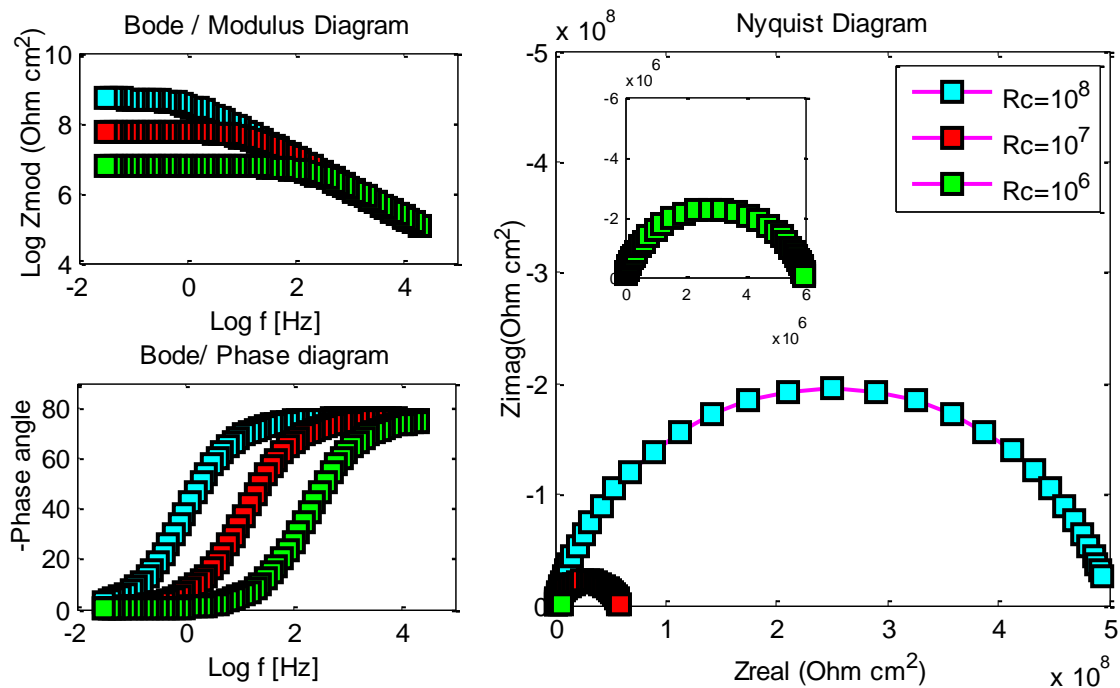 Bode / Modulus Diagram
10
8
6
4
Log Zmod (Ohm cm²)
-2
0
2
4
Log f [Hz]
Bode/ Phase diagram
80
60
40
20
0
-Phase angle
-2
0
2
4
Log f [Hz]
Nyquist Diagram
x 10⁸
-5
-4
-3
-2
-1
0
Zimag(Ohm cm²)
0
1
2
3
4
5
Zreal (Ohm cm²)
x 10⁸
x10⁶
-6
-4
-2
0
0
2
4
6
x10⁶
Rc=10⁸
Rc=10⁷
Rc=10⁶